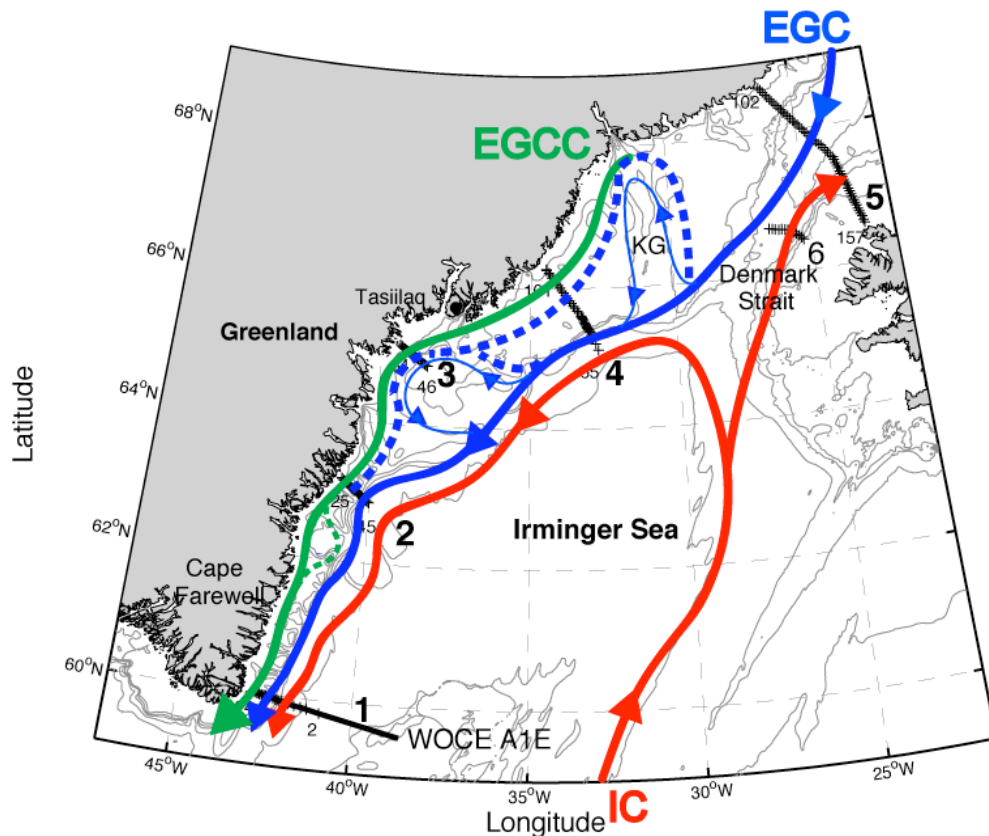 EGC
68°N
102
EGCC
5
66°N
KG
157
6
Denmark
Strait
Tasiilaq
Greenland
64°N
3
46
4
Latitude
62°N
25
45
2
Irminger Sea
Cape
Farewell
60°N
2
1
WOCE A1E
45°W
40°W
35°W
30°W
25°W
IC
Longitude